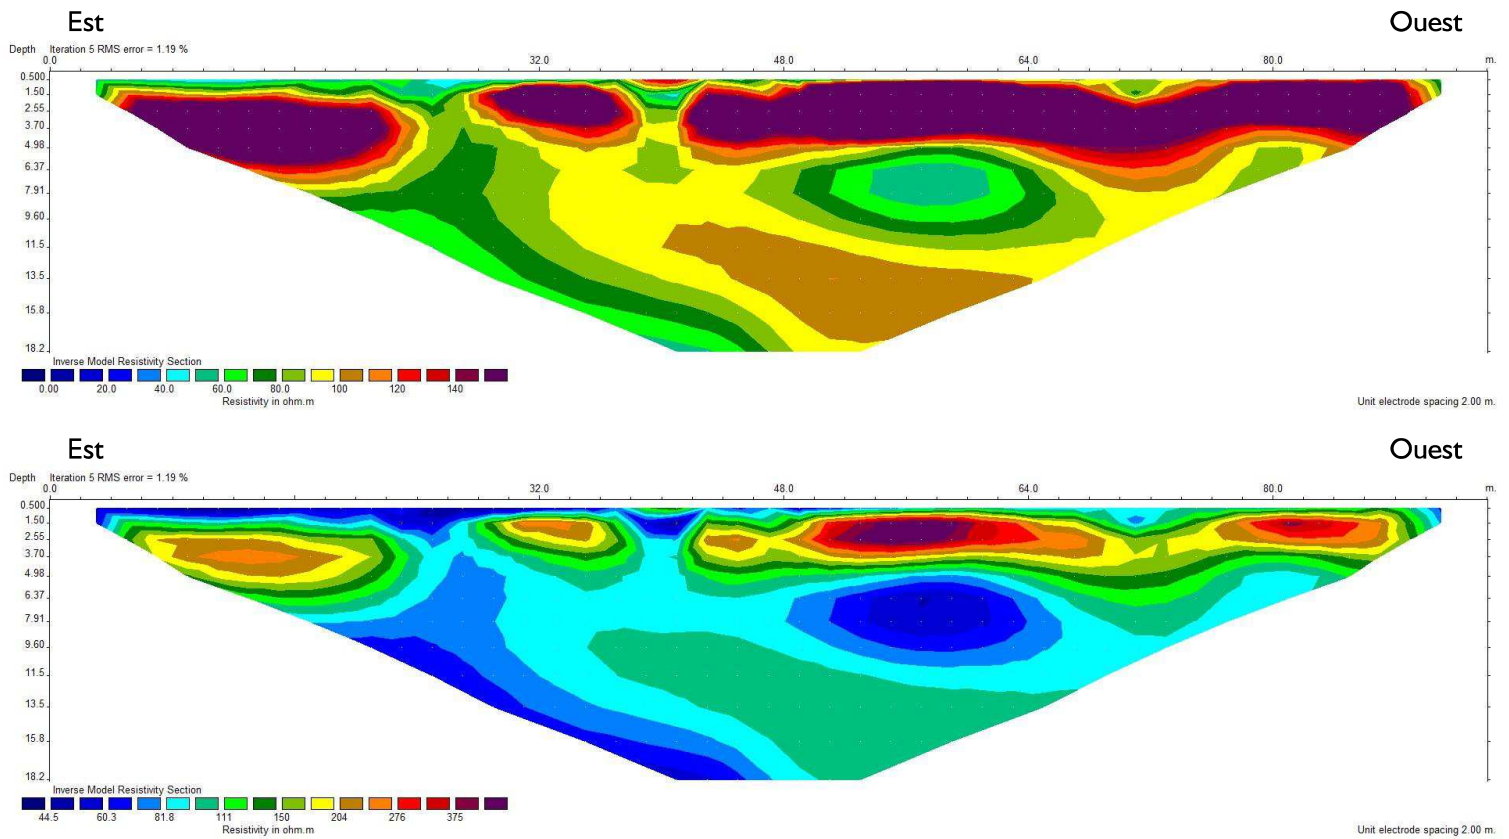 Est Ouest
Depth Iteration 5 RMS error = 1.19 %
0.0 32.0 48.0 64.0 80.0 m.
0.500
1.50
2.55
3.70
4.98
6.37
7.91
9.60
11.5
13.5
15.8
18.2
Inverse Model Resistivity Section
0.00 20.0 40.0 60.0 80.0 100 120 140
Resistivity in ohm.m
Unit electrode spacing 2.00 m.
Est Ouest
Depth Iteration 5 RMS error = 1.19 %
0.0 32.0 48.0 64.0 80.0 m.
0.500
1.50
2.55
3.70
4.98
6.37
7.91
9.60
11.5
13.5
15.8
18.2
Inverse Model Resistivity Section
44.5 60.3 81.8 111 150 204 276 375
Resistivity in ohm.m
Unit electrode spacing 2.00 m.